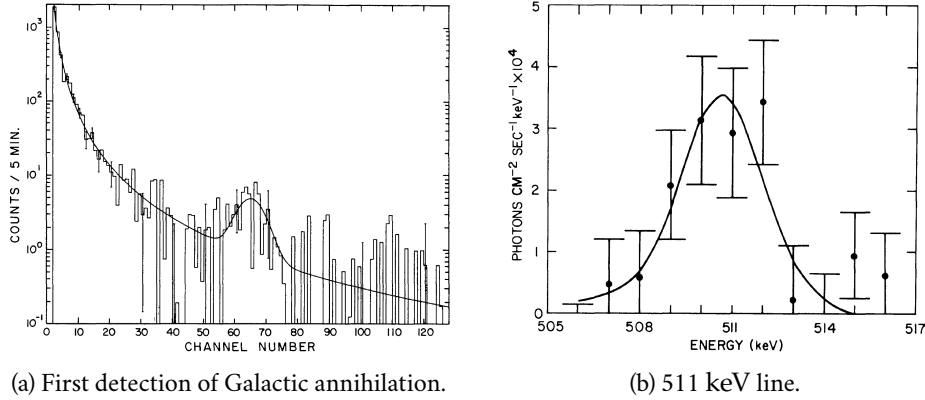 (a)
10³
10²
10¹
10⁰
10⁻¹
COUNTS / 5 MIN.
0 10 20 30 40 50 60 70 80 90 100 110 120
CHANNEL NUMBER
(a) First detection of Galactic annihilation.
(b)
5
4
3
2
1
0
PHOTONS CM⁻² SEC⁻¹ keV⁻¹ ×10⁴
505 508 511 514 517
ENERGY (keV)
(b) 511 keV line.